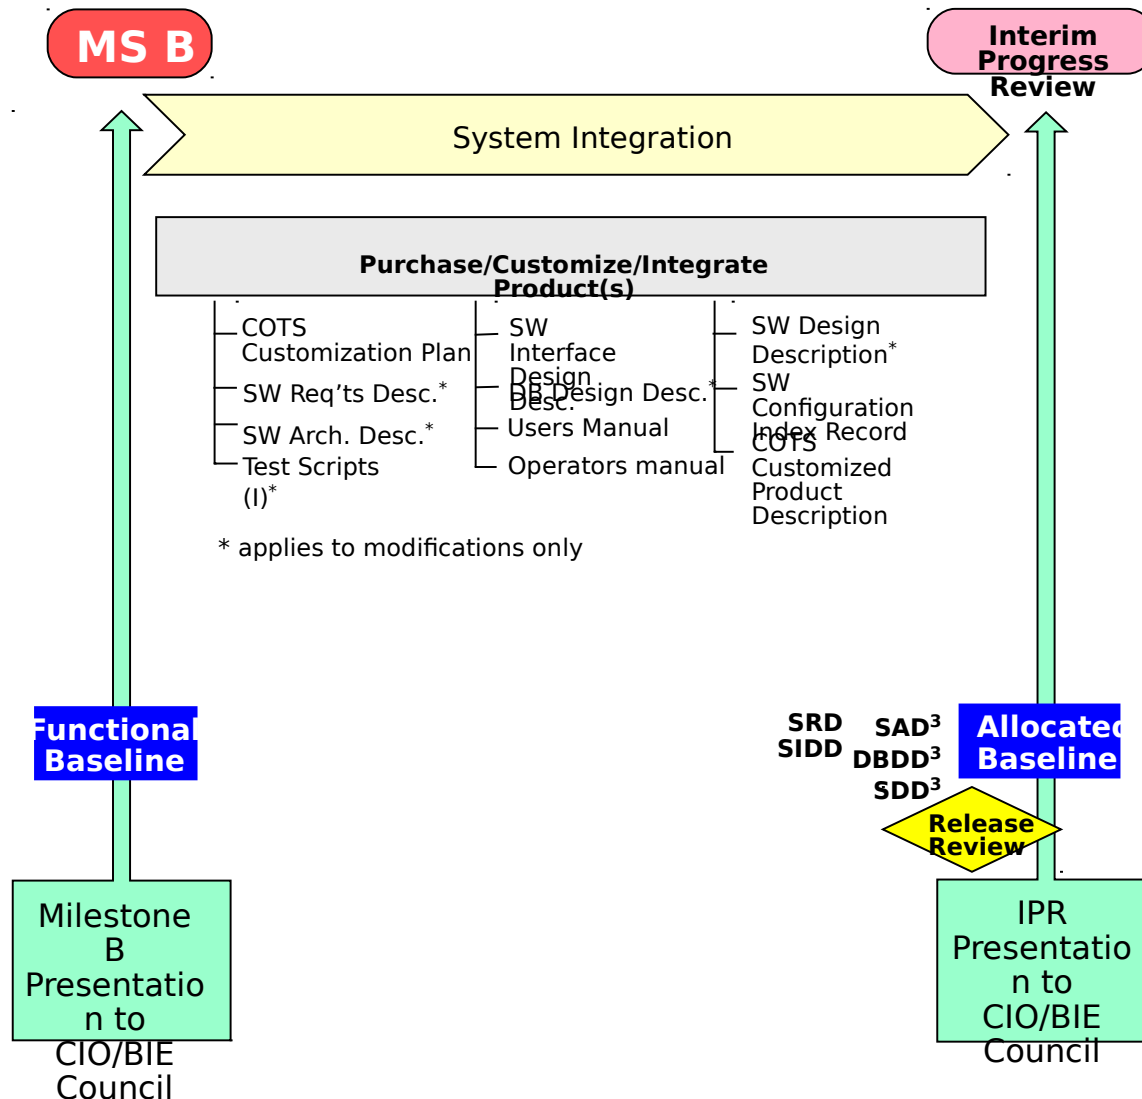 MS B
Interim
Progress
Review
System Integration
Purchase/Customize/Integrate
Product(s)
COTS
Customization Plan
SW Req’ts Desc.*
SW Arch. Desc.*
Test Scripts
(I)*
SW
Interface
Design
Desc.
DB Design Desc.*
Users Manual
Operators manual
SW Design
Description*
SW
Configuration
Index Record
COTS
Customized
Product
Description
* applies to modifications only
Functional
Baseline
SRD
SIDD
SAD3
DBDD3
SDD3
Allocated
Baseline
Release
Review
Milestone
B
Presentatio
n to
CIO/BIE
Council
IPR
Presentatio
n to
CIO/BIE
Council